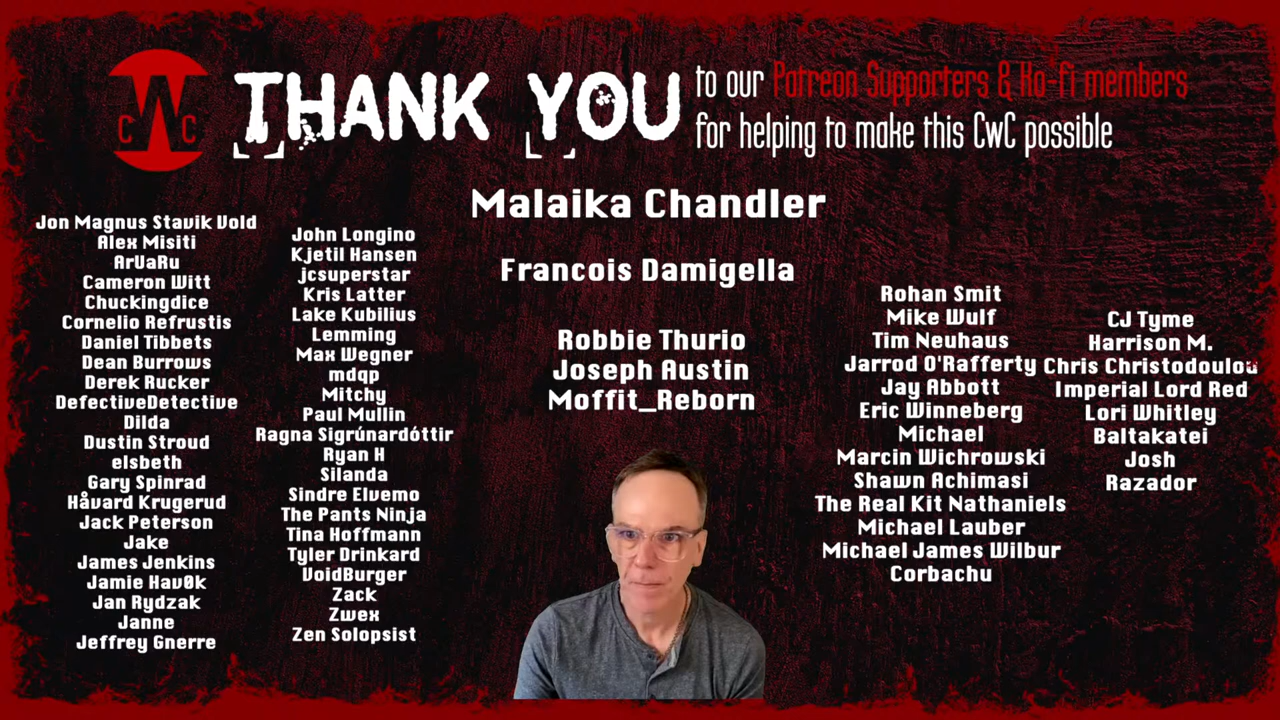 CWC
THANK YOU
to our Patreon Supporters & Ko-fi members
for helping to make this CwC possible
Malaika Chandler
Francois Damigella
Robbie Thurio
Joseph Austin
Moffit_Reborn
Jon Magnus Stavik Vold
Alex Misiti
ArVaRu
Cameron Witt
Chuckingdice
Cornelio Refrustis
Daniel Tibbets
Dean Burrows
Derek Rucker
DefectiveDetective
Dilda
Dustin Stroud
elsbeth
Gary Spinrad
Håvard Krugerud
Jack Peterson
Jake
James Jenkins
Jamie Hav0k
Jan Rydzak
Janne
Jeffrey Gnerre
John Longino
Kjetil Hansen
jcsuperstar
Kris Latter
Lake Kubilius
Lemming
Max Wegner
mdqp
Mitchy
Paul Mullin
Ragna Sigrúnardóttir
Ryan H
Silanda
Sindre Elvemo
The Pants Ninja
Tina Hoffmann
Tyler Drinkard
VoidBurger
Zack
Zwex
Zen Solopsist
Rohan Smit
Mike Wulf
Tim Neuhaus
Jarrod O'Rafferty
Jay Abbott
Eric Winneberg
Michael
Marcin Wichrowski
Shawn Achimasi
The Real Kit Nathaniels
Michael Lauber
Michael James Wilbur
Corbachu
CJ Tyme
Harrison M.
Chris Christodoulou
Imperial Lord Red
Lori Whitley
Baltakatei
Josh
Razador